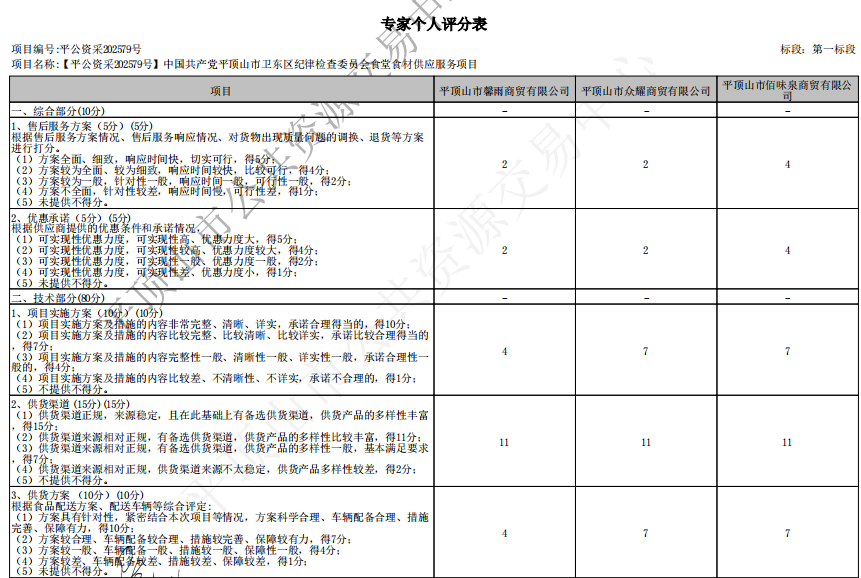 专家个人评分表
项目编号:平公资采202579号
标段: 第一标段
项目名称:【平公资采202579号】中国共产党平顶山市卫东区纪律检查委员会食堂食材供应服务项目
项目
平顶山市馨雨商贸有限公司
平顶山市众耀商贸有限公司
平顶山市佰味泉商贸有限公
司
一、综合部分(10分)
–
–
–
1、售后服务方案（5分）(5分)
根据售后服务方案情况、售后服务响应情况、对货物出现质量问题的调换、退货等方案
进行打分。
（1）方案全面、细致，响应时间快，切实可行，得5分；
（2）方案较为全面、较为细致，响应时间较快，比较可行，得4分；
（3）方案较为一般，针对性一般，响应时间一般，可行性一般，得2分；
（4）方案不全面，针对性较差，响应时间慢，可行性差，得1分；
（5）未提供不得分。
2
2
4
2、优惠承诺（5分）(5分)
根据供应商提供的优惠条件和承诺情况，
（1）可实现性优惠力度，可实现性高、优惠力度大，得5分；
（2）可实现性优惠力度，可实现性较高、优惠力度较大，得4分；
（3）可实现性优惠力度，可实现性一般、优惠力度一般，得2分；
（4）可实现性优惠力度，可实现性差、优惠力度小，得1分；
（5）未提供不得分。
2
2
4
二、技术部分(80分)
–
–
–
1、项目实施方案（10分）(10分)
（1）项目实施方案及措施的内容非常完整、清晰、详实，承诺合理得当的，得10分；
（2）项目实施方案及措施的内容比较完整、比较清晰、比较详实，承诺比较合理得当的
，得7分；
（3）项目实施方案及措施的内容完整性一般、清晰性一般、详实性一般，承诺合理性一
般的，得4分；
（4）项目实施方案及措施的内容比较差、不清晰性、不详实，承诺不合理的，得1分；
（5）不提供不得分。
4
7
7
2、供货渠道(15分)(15分)
（1）供货渠道正规，来源稳定，且在此基础上有备选供货渠道，供货产品的多样性丰富
，得15分；
（2）供货渠道来源相对正规，有备选供货渠道，供货产品的多样性比较丰富，得11分；
（3）供货渠道来源相对正规，有备选供货渠道，供货产品的多样性一般，基本满足要求
，得7分；
（4）供货渠道来源相对正规，供货渠道来源不太稳定，供货产品多样性较差，得2分；
（5）不提供不得分。
11
11
11
3、供货方案（10分）(10分)
根据食品配送方案、配送车辆等综合评定:
（1）方案具有针对性，紧密结合本次项目等情况，方案科学合理、车辆配备合理、措施
完善、保障有力，得10分；
（2）方案较合理、车辆配备较合理、措施较完善、保障较有力，得7分；
（3）方案较一般、车辆配备一般、措施较一般、保障性一般，得4分；
（4）方案较差、车辆配备较差、措施较差、保障较差，得1分；
（5）未提供不得分。
4
7
7
平顶山市公共资源交易中心
平顶山市公共资源交易中心